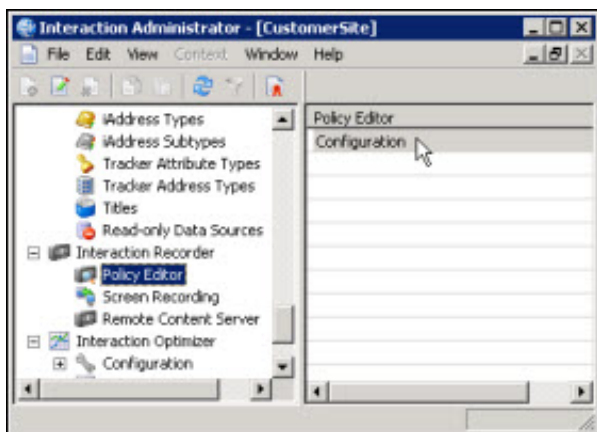 Interaction Administrator - [CustomerSite]
File Edit View Context Window Help
iAddress Types
iAddress Subtypes
Tracker Attribute Types
Tracker Address Types
Titles
Read-only Data Sources
Interaction Recorder
Policy Editor
Screen Recording
Remote Content Server
Interaction Optimizer
Configuration
Policy Editor
Configuration